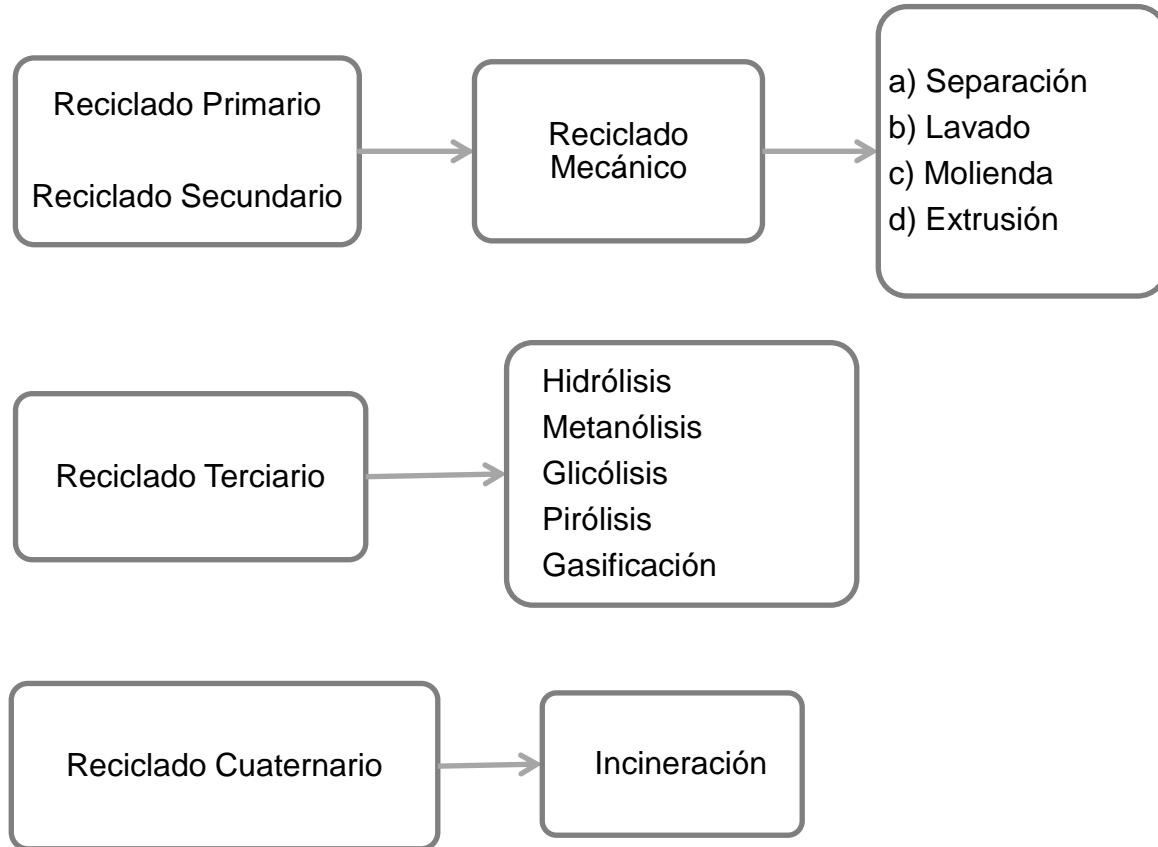 Reciclado Primario
Reciclado Secundario
Reciclado
Mecánico
a) Separación
b) Lavado
c) Molienda
d) Extrusión
Reciclado Terciario
Hidrólisis
Metanólisis
Glicólisis
Pirólisis
Gasificación
Reciclado Cuaternario
Incineración